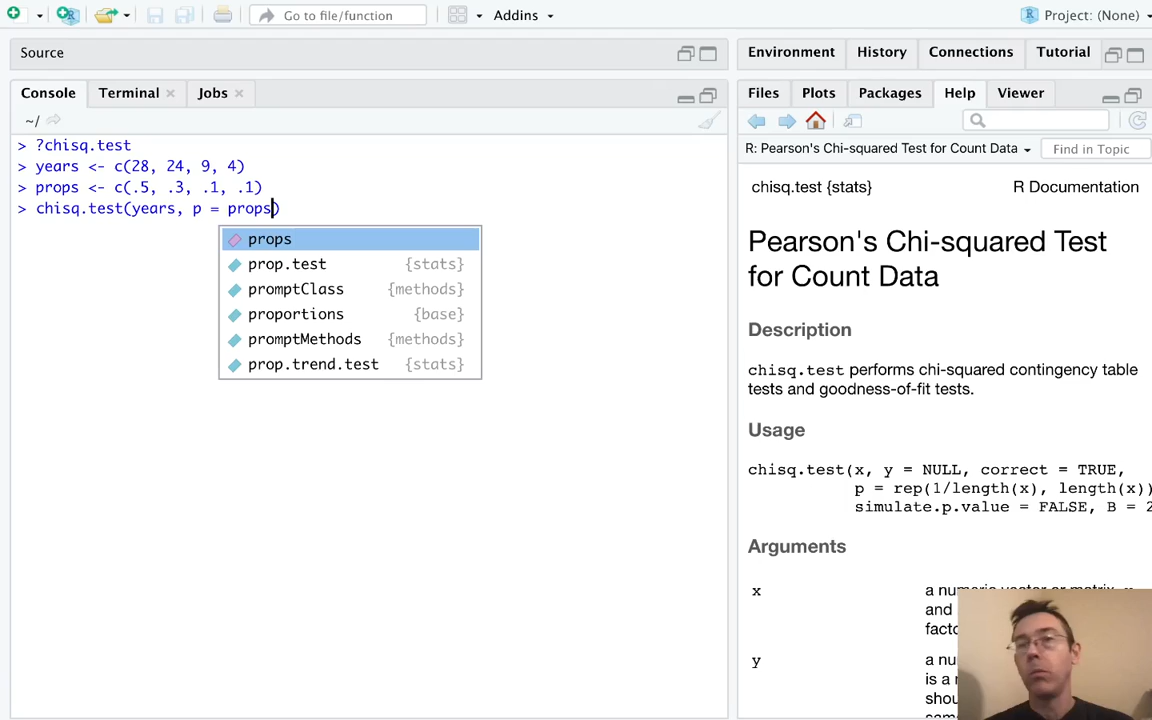 Go to file/function
Addins
Project: (None)
Source
Environment
History
Connections
Tutorial
Console
Terminal
Jobs
Files
Plots
Packages
Help
Viewer
~/
R: Pearson's Chi-squared Test for Count Data
Find in Topic
> ?chisq.test
> years <- c(28, 24, 9, 4)
> props <- c(.5, .3, .1, .1)
> chisq.test(years, p = props)
props
prop.test {stats}
promptClass {methods}
proportions {base}
promptMethods {methods}
prop.trend.test {stats}
chisq.test {stats}
R Documentation
Pearson's Chi-squared Test
for Count Data
Description
chisq.test performs chi-squared contingency table
tests and goodness-of-fit tests.
Usage
chisq.test(x, y = NULL, correct = TRUE,
p = rep(1/length(x), length(x))
simulate.p.value = FALSE, B = 2
Arguments
x
and
y
a nu
is a
shou